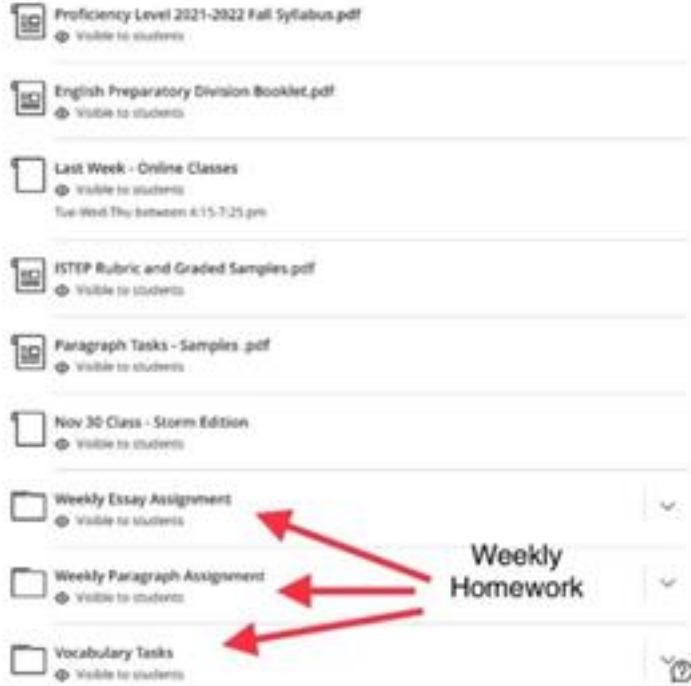 Proficiency Level 2021-2022 Fall Syllabus.pdf
Visible to students
English Preparatory Division Booklet.pdf
Visible to students
Last Week - Online Classes
Visible to students
Tue-Wed-Thu between 4:15-7:25 pm
ISTEP Rubric and Graded Samples.pdf
Visible to students
Paragraph Tasks - Samples .pdf
Visible to students
Nov 30 Class - Storm Edition
Visible to students
Weekly Essay Assignment
Visible to students
Weekly Paragraph Assignment
Visible to students
Vocabulary Tasks
Visible to students
Weekly
Homework